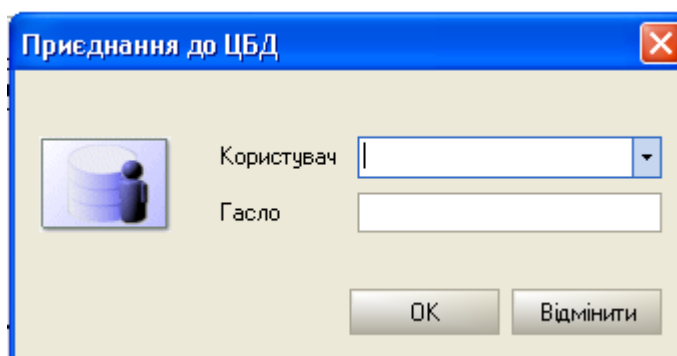 Приєднання до ЦБД
Користувач
Гасло
OK
Відмінити